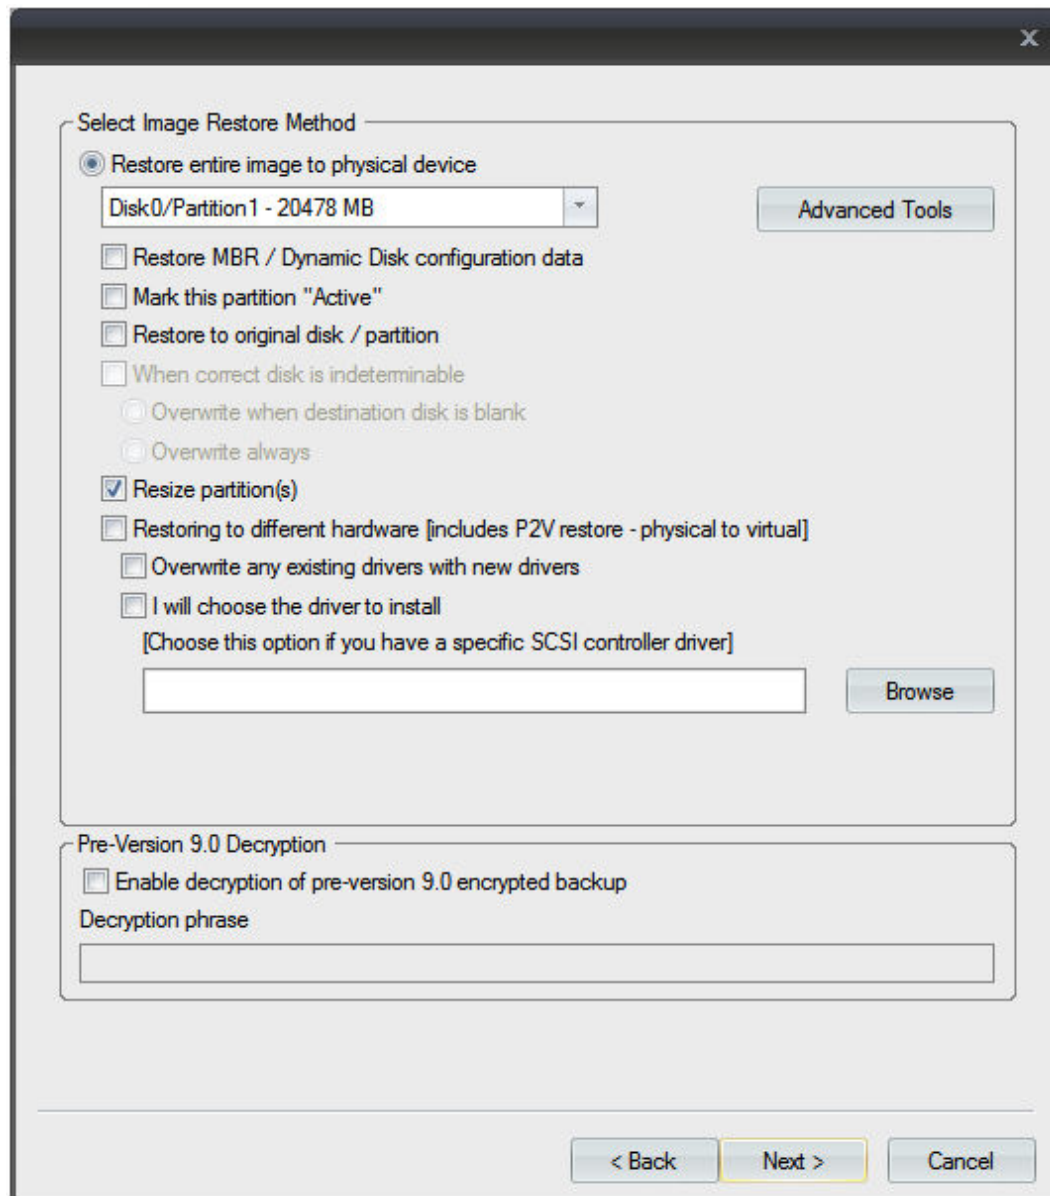 X
Select Image Restore Method
Restore entire image to physical device
Disk0/Partition1 - 20478 MB
Advanced Tools
Restore MBR / Dynamic Disk configuration data
Mark this partition "Active"
Restore to original disk / partition
When correct disk is indeterminable
Overwrite when destination disk is blank
Overwrite always
Resize partition(s)
Restoring to different hardware [includes P2V restore - physical to virtual]
Overwrite any existing drivers with new drivers
I will choose the driver to install
[Choose this option if you have a specific SCSI controller driver]
Browse
Pre-Version 9.0 Decryption
Enable decryption of pre-version 9.0 encrypted backup
Decryption phrase
< Back
Next >
Cancel